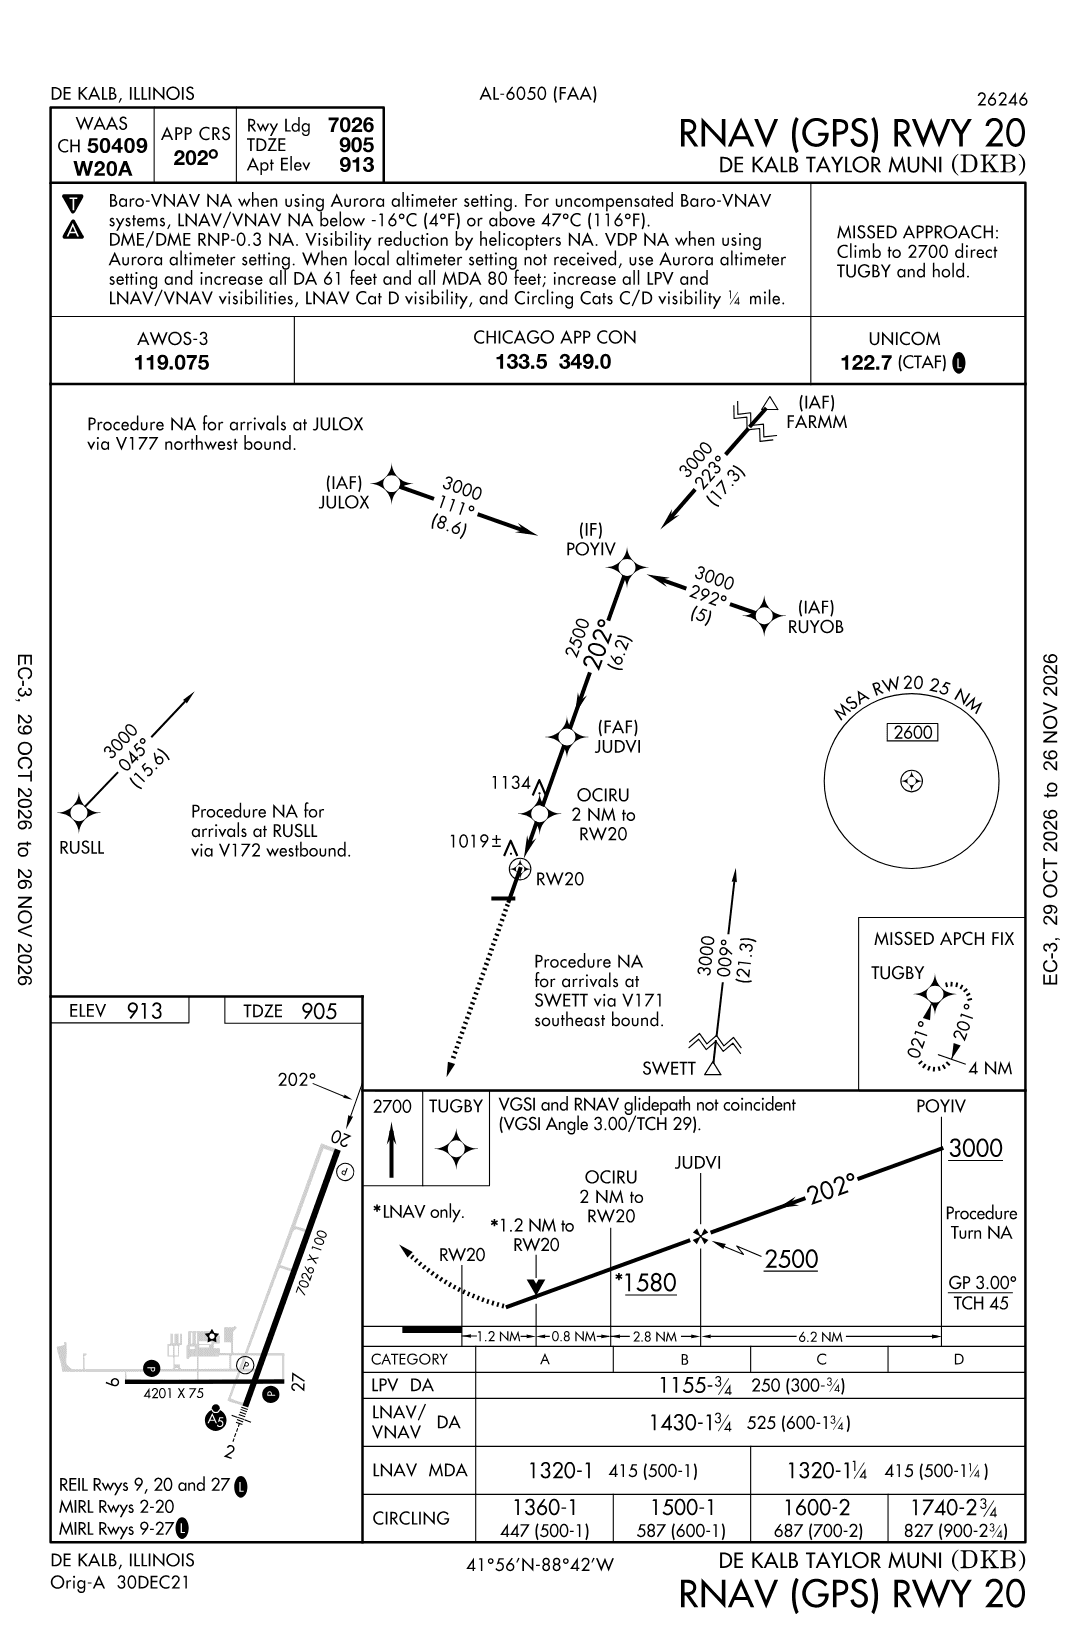 DE KALB, ILLINOIS
AL-6050 (FAA)
26246
WAAS
CH 50409
W20A
APP CRS
202°
Rwy Ldg 7026
TDZE 905
Apt Elev 913
RNAV (GPS) RWY 20
DE KALB TAYLOR MUNI (DKB)
T
A
Baro-VNAV NA when using Aurora altimeter setting. For uncompensated Baro-VNAV
systems, LNAV/VNAV NA below -16°C (4°F) or above 47°C (116°F).
DME/DME RNP-0.3 NA. Visibility reduction by helicopters NA. VDP NA when using
Aurora altimeter setting. When local altimeter setting not received, use Aurora altimeter
setting and increase all DA 61 feet and all MDA 80 feet; increase all LPV and
LNAV/VNAV visibilities, LNAV Cat D visibility, and Circling Cats C/D visibility ¼ mile.
MISSED APPROACH:
Climb to 2700 direct
TUGBY and hold.
AWOS-3
119.075
CHICAGO APP CON
133.5 349.0
UNICOM
122.7 (CTAF) L
Procedure NA for arrivals at JULOX
via V177 northwest bound.
(IAF)
FARMM
3000
223°
(17.3)
(IAF)
JULOX
3000
111°
(8.6)
(IF)
POYIV
3000
292°
(5)
(IAF)
RUYOB
2500
202°
(6.2)
(FAF)
JUDVI
MSA RW20 25 NM
2600
3000
045°
(15.6)
RUSLL
Procedure NA for
arrivals at RUSLL
via V172 westbound.
1134
OCIRU
2 NM to
RW20
1019±
RW20
Procedure NA
for arrivals at
SWETT via V171
southeast bound.
3000
009°
(21.3)
SWETT
MISSED APCH FIX
TUGBY
021°
201°
4 NM
EC-3, 29 OCT 2026 to 26 NOV 2026
EC-3, 29 OCT 2026 to 26 NOV 2026
ELEV 913
TDZE 905
202°
20
P
7026 X 100
P
P
P
9
27
4201 X 75
A5
2
REIL Rwys 9, 20 and 27 L
MIRL Rwys 2-20
MIRL Rwys 9-27 L
2700
TUGBY
VGSI and RNAV glidepath not coincident
(VGSI Angle 3.00/TCH 29).
POYIV
3000
JUDVI
OCIRU
2 NM to
RW20
202°
*LNAV only.
*1.2 NM to
RW20
RW20
Procedure
Turn NA
2500
*1580
GP 3.00°
TCH 45
1.2 NM
0.8 NM
2.8 NM
6.2 NM
CATEGORY A B C D
LPV DA 1155-¾ 250 (300-¾)
LNAV/
VNAV DA 1430-1¾ 525 (600-1¾)
LNAV MDA 1320-1 415 (500-1) 1320-1¼ 415 (500-1¼)
CIRCLING
1360-1 1500-1 1600-2 1740-2¾
447 (500-1) 587 (600-1) 687 (700-2) 827 (900-2¾)
DE KALB, ILLINOIS
Orig-A 30DEC21
41°56'N-88°42'W
DE KALB TAYLOR MUNI (DKB)
RNAV (GPS) RWY 20